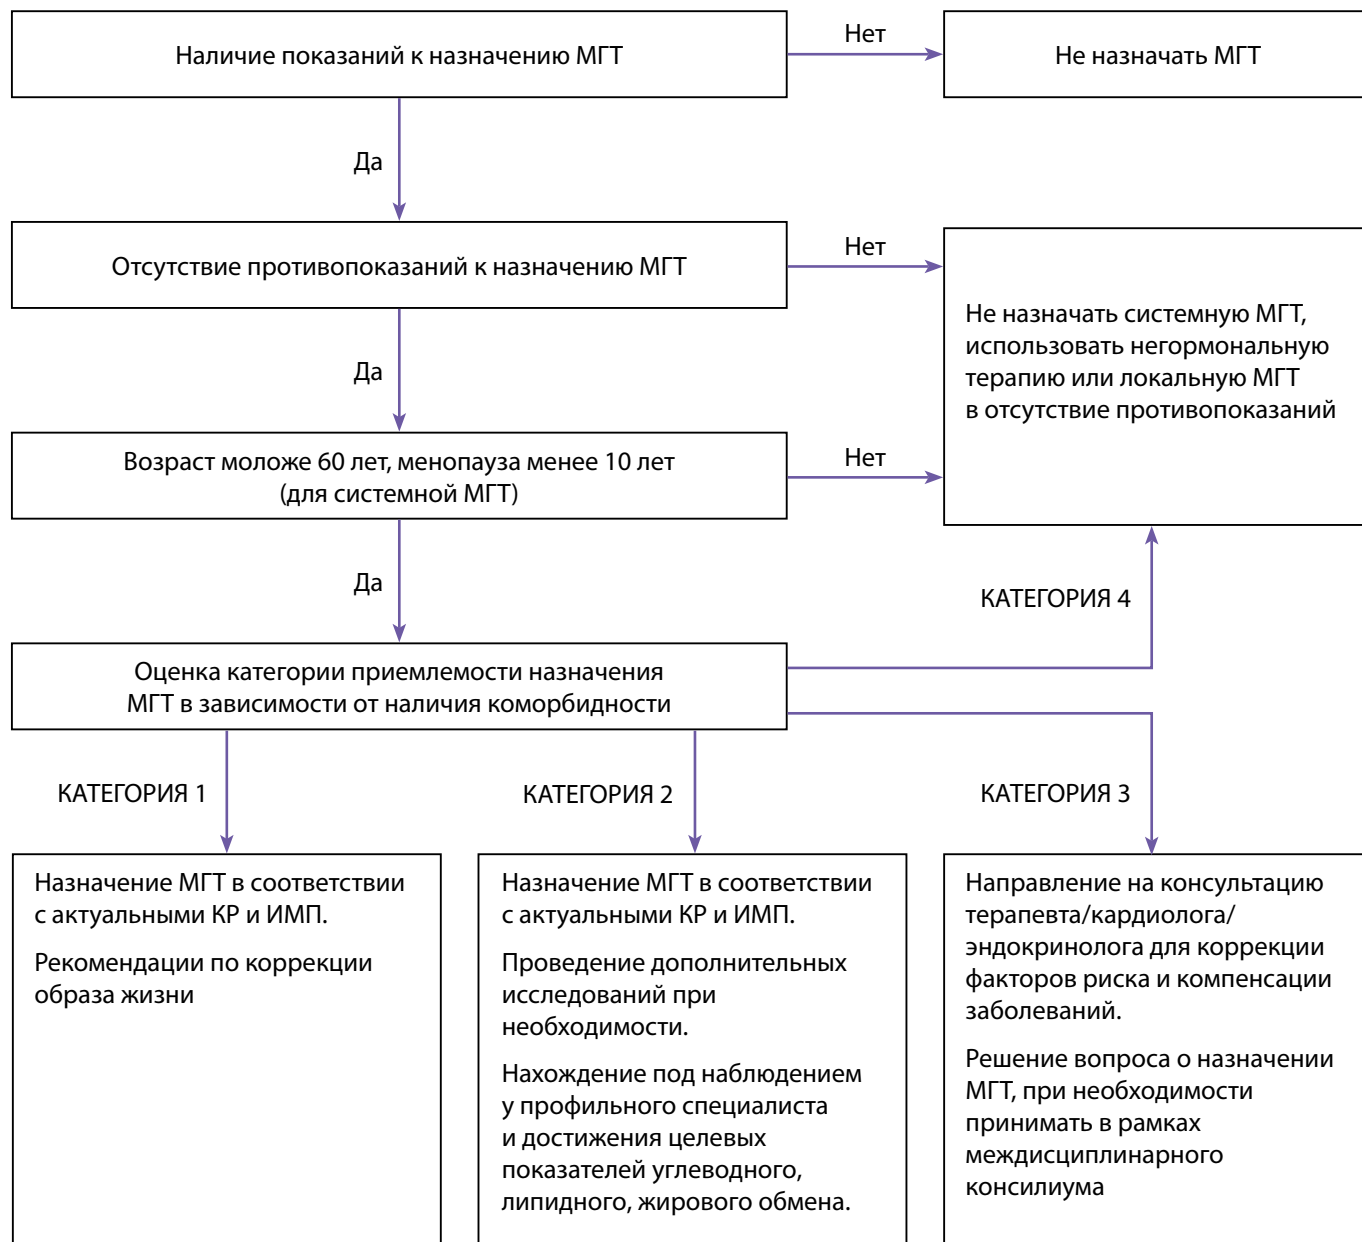 Наличие показаний к назначению МГТ
Нет
Не назначать МГТ
Да
Отсутствие противопоказаний к назначению МГТ
Нет
Не назначать системную МГТ,
использовать негормональную
терапию или локальную МГТ
в отсутствие противопоказаний
Да
Возраст моложе 60 лет, менопауза менее 10 лет
(для системной МГТ)
Нет
Да
КАТЕГОРИЯ 4
Оценка категории приемлемости назначения
МГТ в зависимости от наличия коморбидности
КАТЕГОРИЯ 1
КАТЕГОРИЯ 2
КАТЕГОРИЯ 3
Назначение МГТ в соответствии
с актуальными КР и ИМП.
Рекомендации по коррекции
образа жизни
Назначение МГТ в соответствии
с актуальными КР и ИМП.
Проведение дополнительных
исследований при
необходимости.
Нахождение под наблюдением
у профильного специалиста
и достижения целевых
показателей углеводного,
липидного, жирового обмена.
Направление на консультацию
терапевта/кардиолога/
эндокринолога для коррекции
факторов риска и компенсации
заболеваний.
Решение вопроса о назначении
МГТ, при необходимости
принимать в рамках
междисциплинарного
консилиума